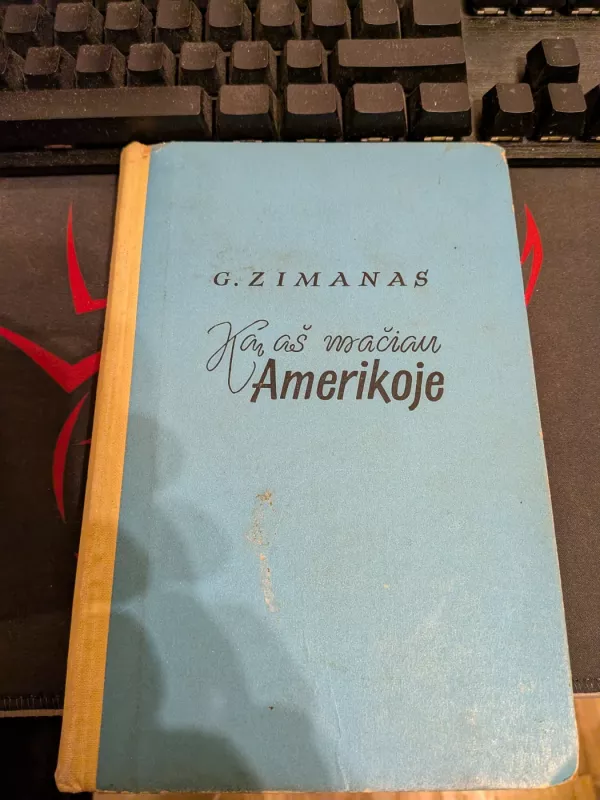 G. ZIMANAS
Ką aš mačiau
Amerikoje